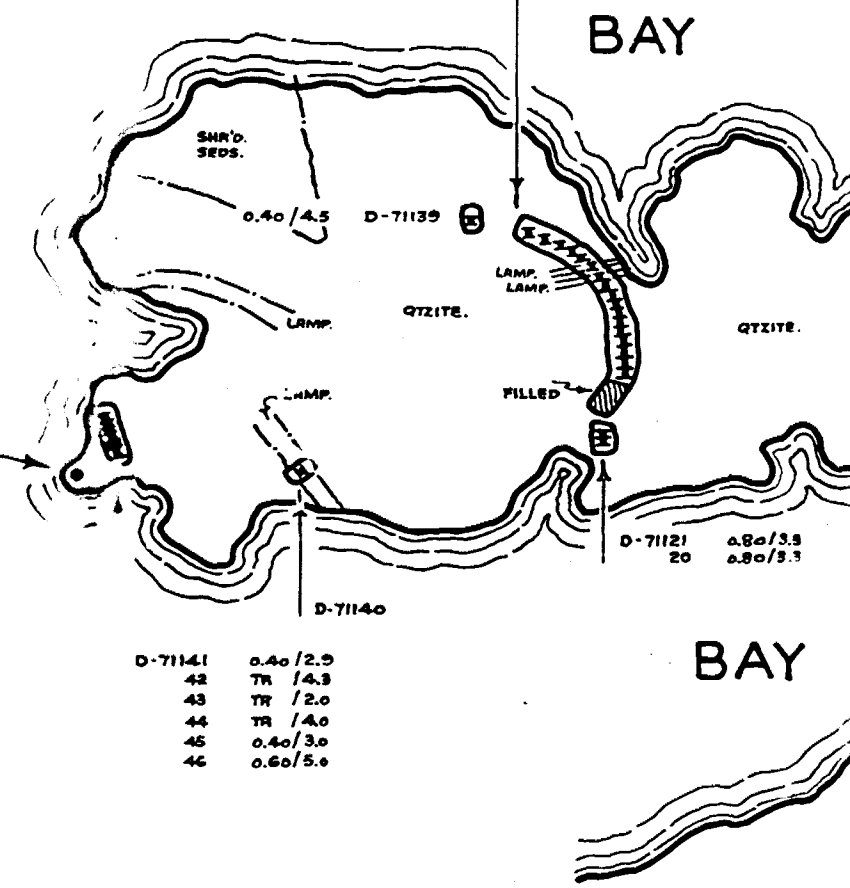 BAY
SHR'D.
SEDS.
0.40/4.5 D-71139
LAMP.
LAMP.
LAMP.
QTZITE.
QTZITE.
LAMP.
FILLED
D-71121 0.80/3.3
20 0.80/3.3
D-71140
BAY
D-71141 0.40/2.9
42 TR /4.3
43 TR /2.0
44 TR /4.0
45 0.40/3.0
46 0.60/5.0